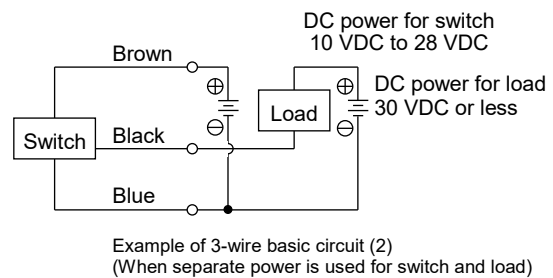 DC power for switch
10 VDC to 28 VDC
Brown
⊕
⊕
DC power for load
30 VDC or less
Load
⊖
⊖
Switch
Black
Blue
Example of 3-wire basic circuit (2)
(When separate power is used for switch and load)